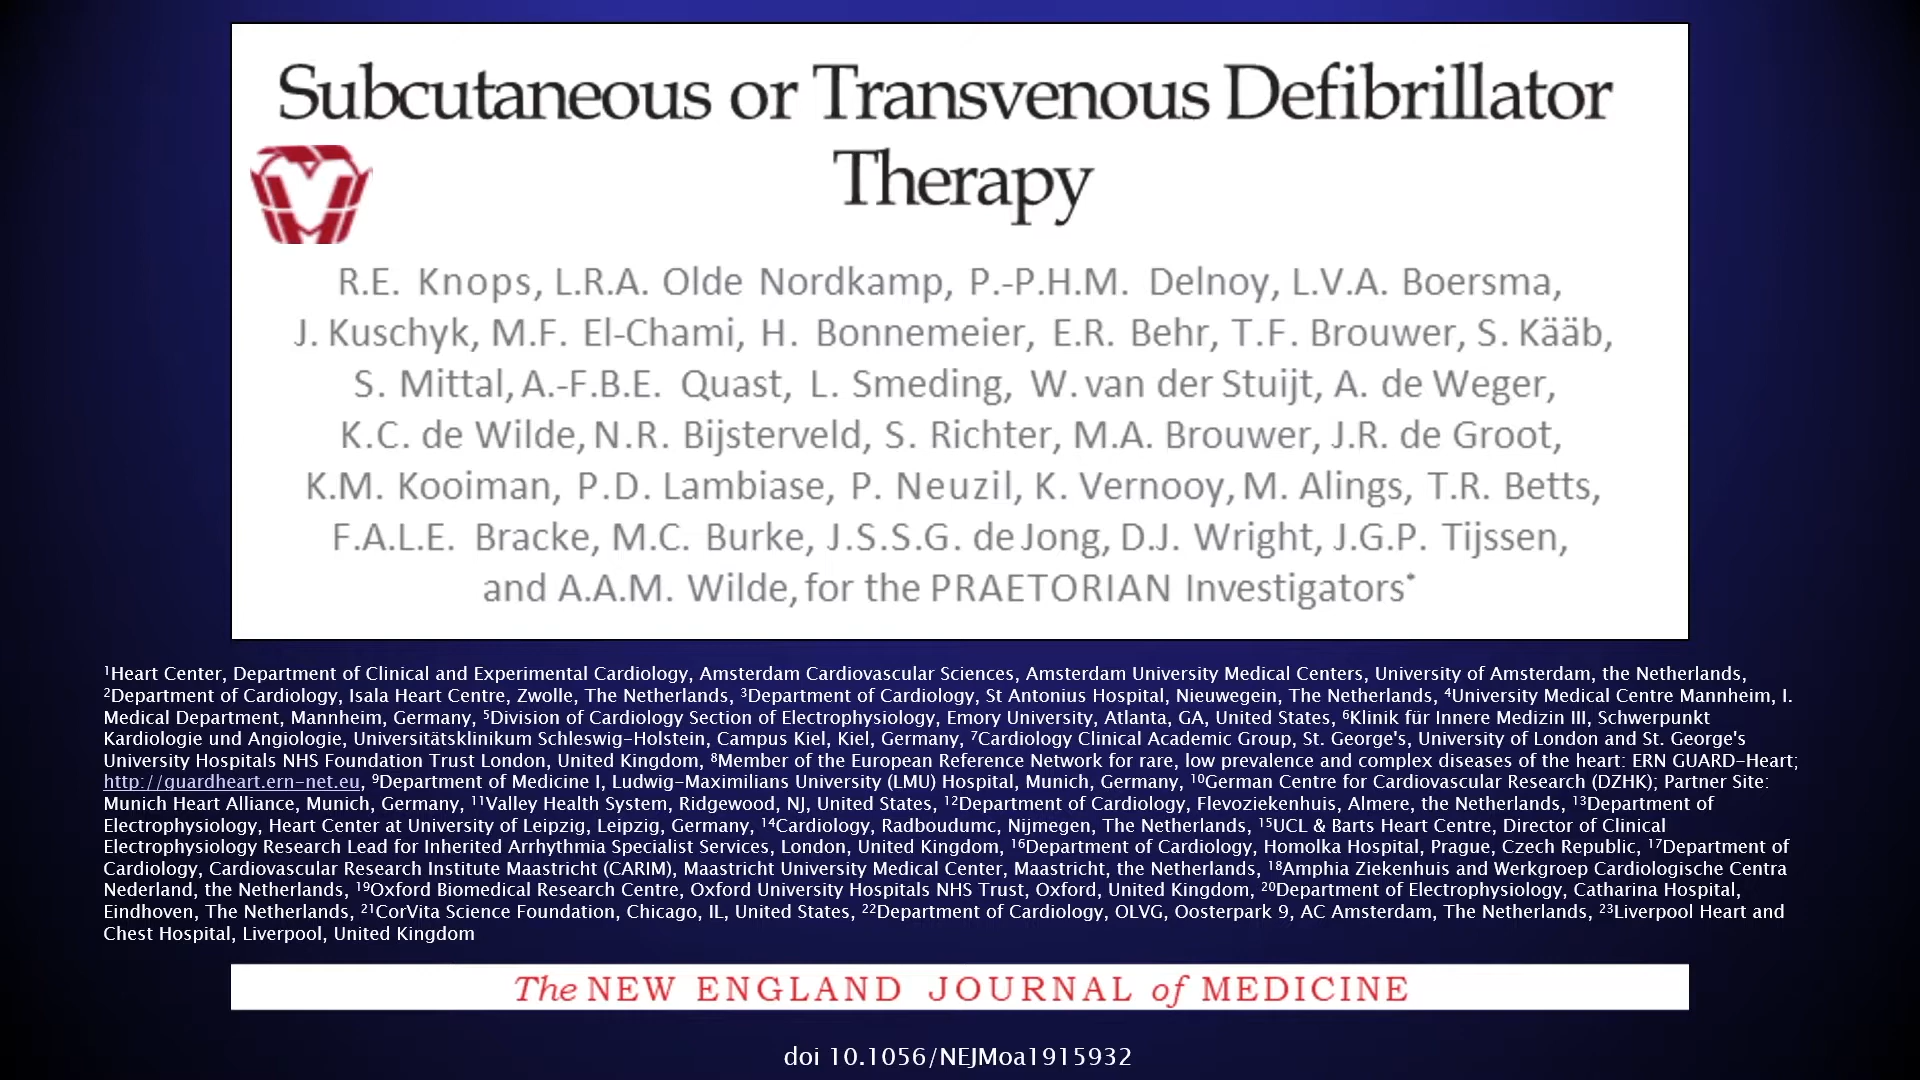 Subcutaneous or Transvenous Defibrillator
Therapy
R.E. Knops, L.R.A. Olde Nordkamp, P.-P.H.M. Delnoy, L.V.A. Boersma,
J. Kuschyk, M.F. El-Chami, H. Bonnemeier, E.R. Behr, T.F. Brouwer, S. Kääb,
S. Mittal, A.-F.B.E. Quast, L. Smeding, W. van der Stuijt, A. de Weger,
K.C. de Wilde, N.R. Bijsterveld, S. Richter, M.A. Brouwer, J.R. de Groot,
K.M. Kooiman, P.D. Lambiase, P. Neuzil, K. Vernooy, M. Alings, T.R. Betts,
F.A.L.E. Bracke, M.C. Burke, J.S.S.G. de Jong, D.J. Wright, J.G.P. Tijssen,
and A.A.M. Wilde, for the PRAETORIAN Investigators*
¹Heart Center, Department of Clinical and Experimental Cardiology, Amsterdam Cardiovascular Sciences, Amsterdam University Medical Centers, University of Amsterdam, the Netherlands,
²Department of Cardiology, Isala Heart Centre, Zwolle, The Netherlands, ³Department of Cardiology, St Antonius Hospital, Nieuwegein, The Netherlands, ⁴University Medical Centre Mannheim, I.
Medical Department, Mannheim, Germany, ⁵Division of Cardiology Section of Electrophysiology, Emory University, Atlanta, GA, United States, ⁶Klinik für Innere Medizin III, Schwerpunkt
Kardiologie und Angiologie, Universitätsklinikum Schleswig-Holstein, Campus Kiel, Kiel, Germany, ⁷Cardiology Clinical Academic Group, St. George's, University of London and St. George's
University Hospitals NHS Foundation Trust London, United Kingdom, ⁸Member of the European Reference Network for rare, low prevalence and complex diseases of the heart: ERN GUARD-Heart;
http://guardheart.ern-net.eu, ⁹Department of Medicine I, Ludwig-Maximilians University (LMU) Hospital, Munich, Germany, ¹⁰German Centre for Cardiovascular Research (DZHK); Partner Site:
Munich Heart Alliance, Munich, Germany, ¹¹Valley Health System, Ridgewood, NJ, United States, ¹²Department of Cardiology, Flevoziekenhuis, Almere, the Netherlands, ¹³Department of
Electrophysiology, Heart Center at University of Leipzig, Leipzig, Germany, ¹⁴Cardiology, Radboudumc, Nijmegen, The Netherlands, ¹⁵UCL & Barts Heart Centre, Director of Clinical
Electrophysiology Research Lead for Inherited Arrhythmia Specialist Services, London, United Kingdom, ¹⁶Department of Cardiology, Homolka Hospital, Prague, Czech Republic, ¹⁷Department of
Cardiology, Cardiovascular Research Institute Maastricht (CARIM), Maastricht University Medical Center, Maastricht, the Netherlands, ¹⁸Amphia Ziekenhuis and Werkgroep Cardiologische Centra
Nederland, the Netherlands, ¹⁹Oxford Biomedical Research Centre, Oxford University Hospitals NHS Trust, Oxford, United Kingdom, ²⁰Department of Electrophysiology, Catharina Hospital,
Eindhoven, The Netherlands, ²¹CorVita Science Foundation, Chicago, IL, United States, ²²Department of Cardiology, OLVG, Oosterpark 9, AC Amsterdam, The Netherlands, ²³Liverpool Heart and
Chest Hospital, Liverpool, United Kingdom
The NEW ENGLAND JOURNAL of MEDICINE
doi 10.1056/NEJMoa1915932